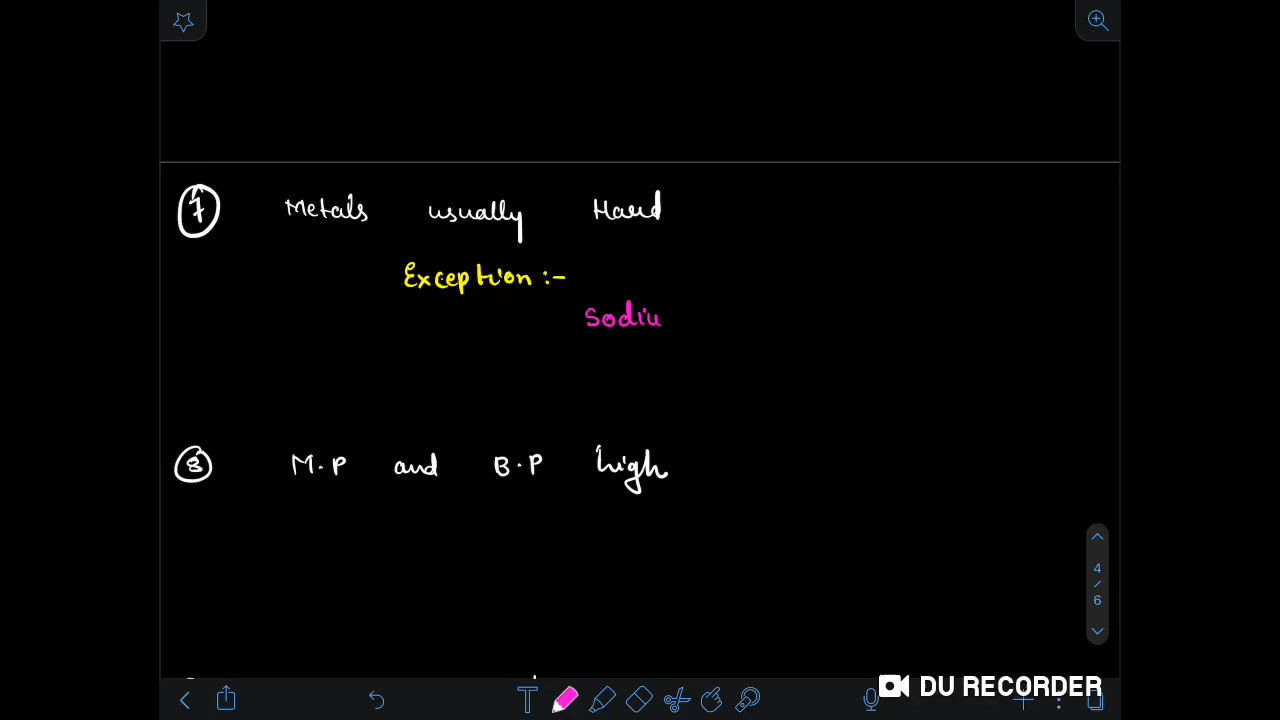 7 Metals usually Hard
Exception :-
Sodiu
8 M.P and B.P high
4
/
6
T
DU RECORDER